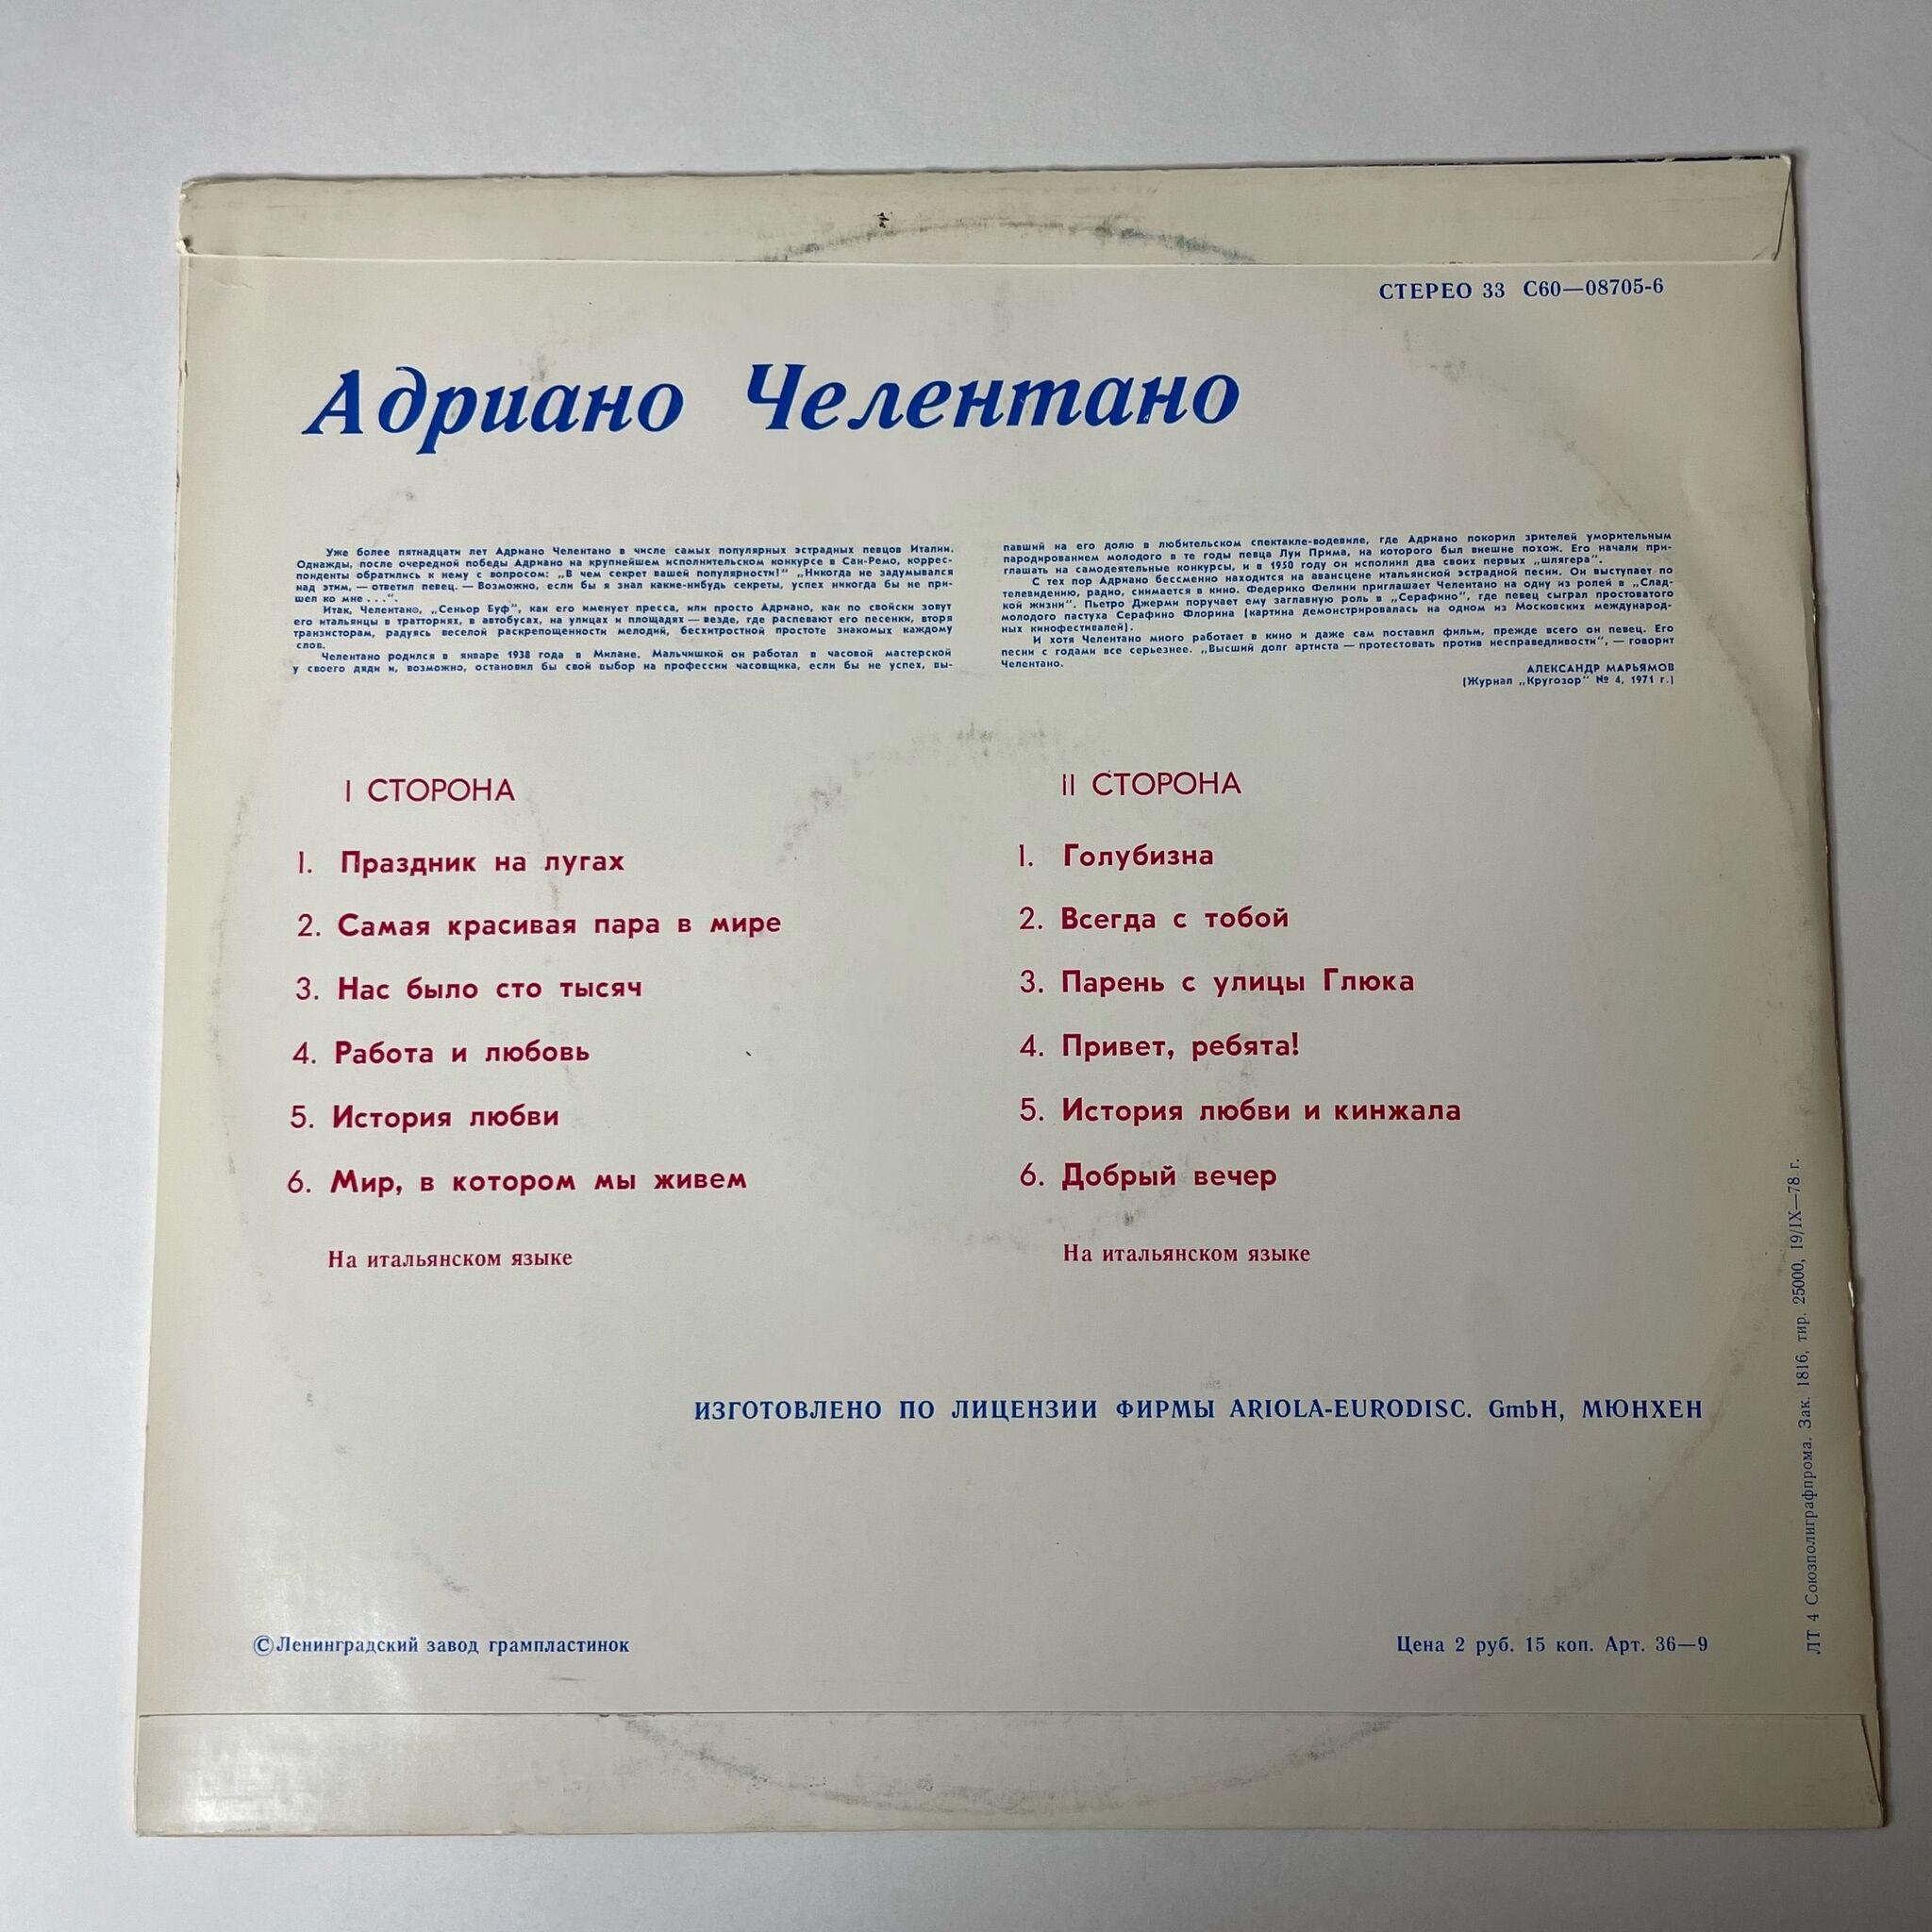 СТЕРЕО 33 С60—08705-6
Адриано Челентано
Уже более пятнадцати лет Адриано Челентано в числе самых популярных эстрадных певцов Италии.
Однажды, после очередной победы Адриано на крупнейшем исполнительском конкурсе в Сан-Ремо, коррес-
понденты обратились к нему с вопросом: „В чем секрет вашей популярности!“ „Никогда не задумывался
над этим, — ответил певец. — Возможно, если бы я знал какие-нибудь секреты, успех никогда бы не при-
шел ко мне . . .“.
Итак, Челентано, „Сеньор Буф“, как его именует пресса, или просто Адриано, как по свойски зовут
его итальянцы в тратториях, в автобусах, на улицах и площадях — везде, где распевают его песенки, вторя
транзисторам, радуясь веселой раскрепощенности мелодий, бесхитростной простоте знакомых каждому
слов.
Челентано родился в январе 1938 года в Милане. Мальчишкой он работал в часовой мастерской
у своего дяди и, возможно, остановил бы свой выбор на профессии часовщика, если бы не успех, вы-
павший на его долю в любительском спектакле-водевиле, где Адриано покорил зрителей уморительным
пародированием молодого в те годы певца Луи Прима, на которого был внешне похож. Его начали при-
глашать на самодеятельные конкурсы, и в 1950 году он исполнил два своих первых „шлягера“.
С тех пор Адриано бессменно находится на авансцене итальянской эстрадной песни. Он выступает по
телевидению, радио, снимается в кино. Федерико Фелини приглашает Челентано на одну из ролей в „Слад-
кой жизни“. Пьетро Джерми поручает ему заглавную роль в „Серафино“, где певец сыграл простоватого
молодого пастуха Серафино Флорина (картина демонстрировалась на одном из Московских международ-
ных кинофестивалей).
И хотя Челентано много работает в кино и даже сам поставил фильм, прежде всего он певец. Его
песни с годами все серьезнее. „Высший долг артиста — протестовать против несправедливости“, — говорит
Челентано.
АЛЕКСАНДР МАРЬЯМОВ
(Журнал „Кругозор“ № 4, 1971 г.)
I СТОРОНА
1. Праздник на лугах
2. Самая красивая пара в мире
3. Нас было сто тысяч
4. Работа и любовь
5. История любви
6. Мир, в котором мы живем
На итальянском языке
II СТОРОНА
1. Голубизна
2. Всегда с тобой
3. Парень с улицы Глюка
4. Привет, ребята!
5. История любви и кинжала
6. Добрый вечер
На итальянском языке
ИЗГОТОВЛЕНО ПО ЛИЦЕНЗИИ ФИРМЫ ARIOLA-EURODISC. GmbH, МЮНХЕН
©Ленинградский завод грампластинок
Цена 2 руб. 15 коп. Арт. 36—9
ЛТ 4 Союзполиграфпрома. Зак. 1816, тир. 25000, 19/IX—78 г.